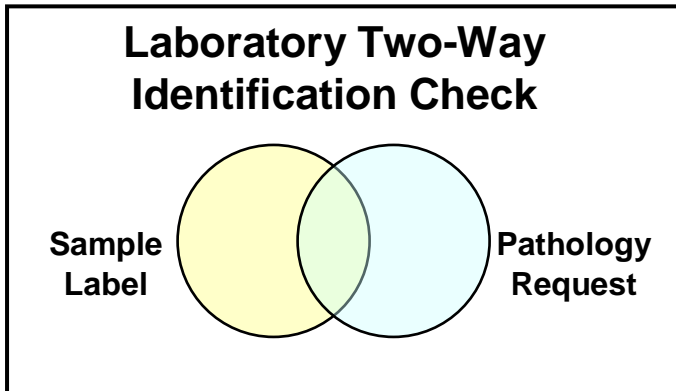 Laboratory Two-Way
Identification Check
Sample
Label
Pathology
Request